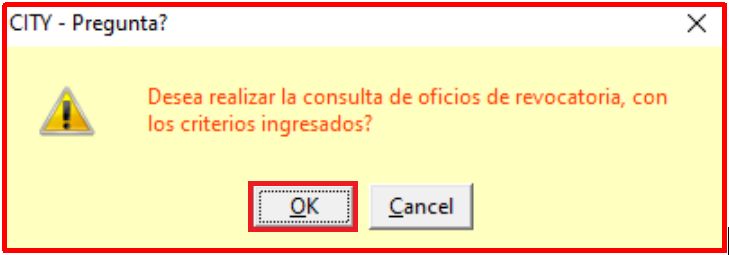 CITY - Pregunta?
Desea realizar la consulta de oficios de revocatoria, con
los criterios ingresados?
OK
Cancel